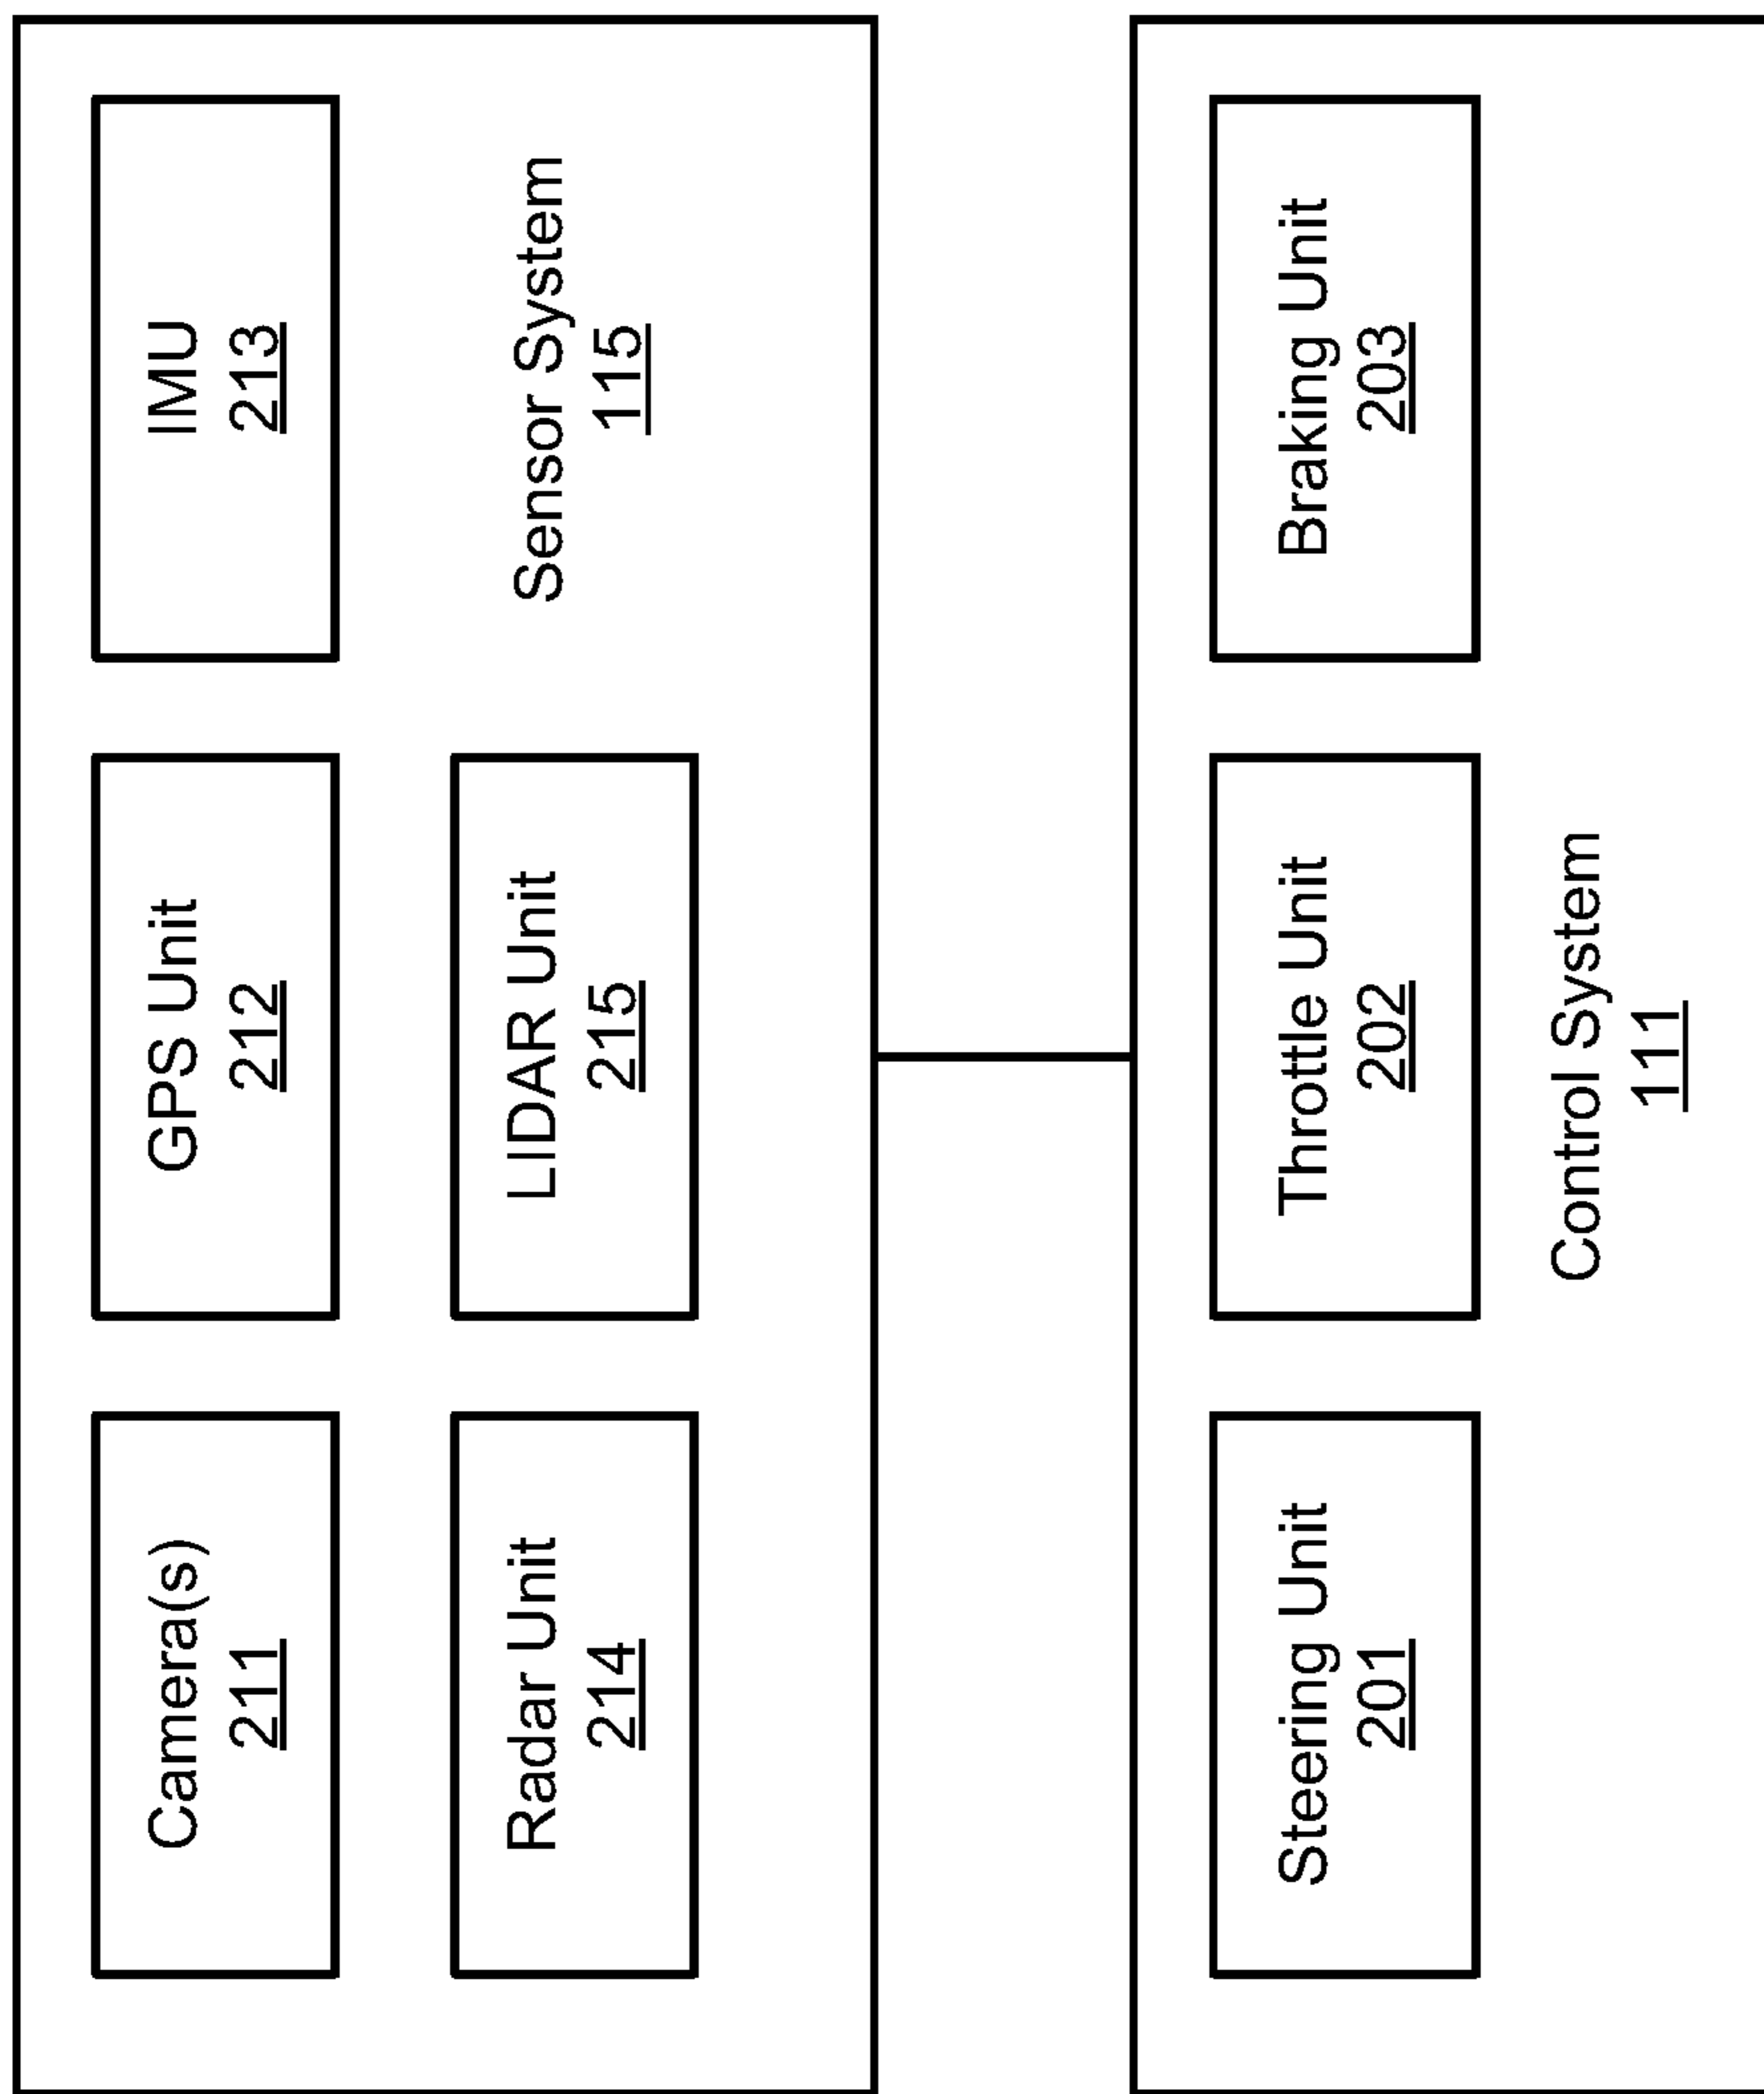 Camera(s)
211
GPS Unit
212
IMU
213
Radar Unit
214
LIDAR Unit
215
Sensor System
115
Steering Unit
201
Throttle Unit
202
Braking Unit
203
Control System
111